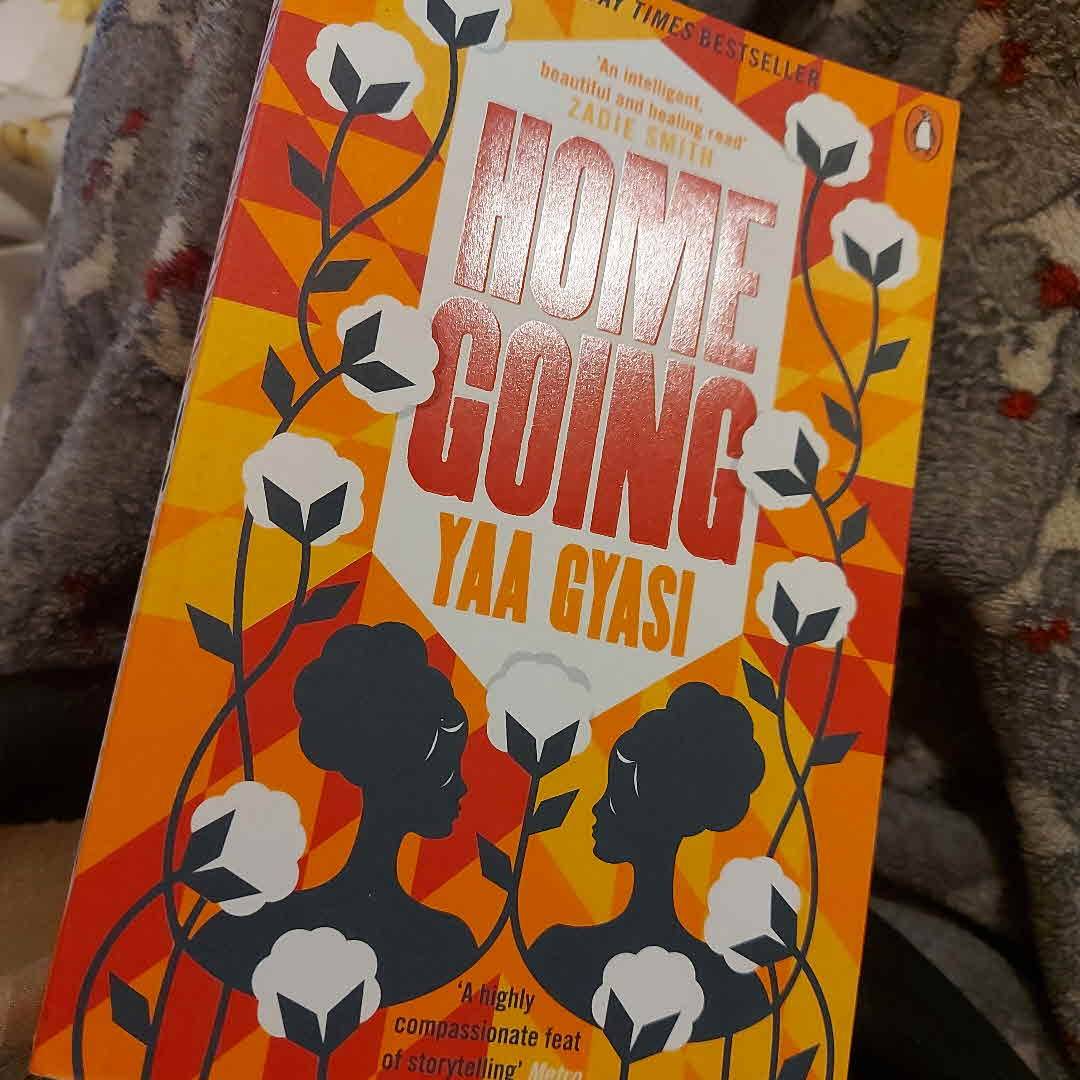 TIMES BESTSELLER
'An intelligent,
beautiful and healing read'
ZADIE SMITH
HOME
GOING
YAA GYASI
'A highly
compassionate feat
of storytelling' Metro